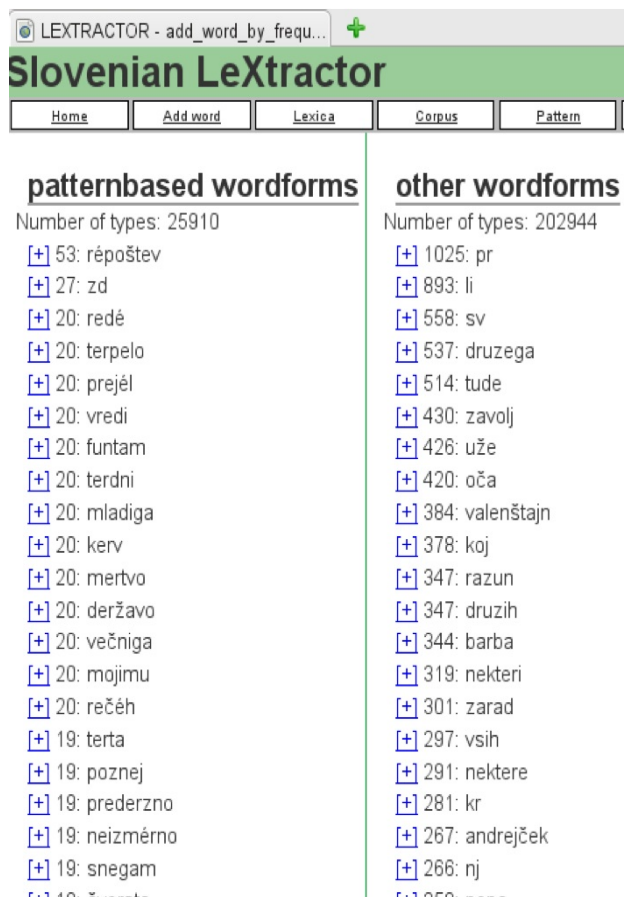 LEXTRACTOR - add_word_by_frequ...
Slovenian LeXtractor
Home Add word Lexica Corpus Pattern
patternbased wordforms
Number of types: 25910
[+] 53: répoštev
[+] 27: zd
[+] 20: redé
[+] 20: terpelo
[+] 20: prejél
[+] 20: vredi
[+] 20: funtam
[+] 20: terdni
[+] 20: mladiga
[+] 20: kerv
[+] 20: mertvo
[+] 20: deržavo
[+] 20: večniga
[+] 20: mojimu
[+] 20: rečéh
[+] 19: terta
[+] 19: poznej
[+] 19: prederzno
[+] 19: neizmérno
[+] 19: snegam
other wordforms
Number of types: 202944
[+] 1025: pr
[+] 893: li
[+] 558: sv
[+] 537: druzega
[+] 514: tude
[+] 430: zavolj
[+] 426: uže
[+] 420: oča
[+] 384: valenštajn
[+] 378: koj
[+] 347: razun
[+] 347: druzih
[+] 344: barba
[+] 319: nekteri
[+] 301: zarad
[+] 297: vsih
[+] 291: nektere
[+] 281: kr
[+] 267: andrejček
[+] 266: nj